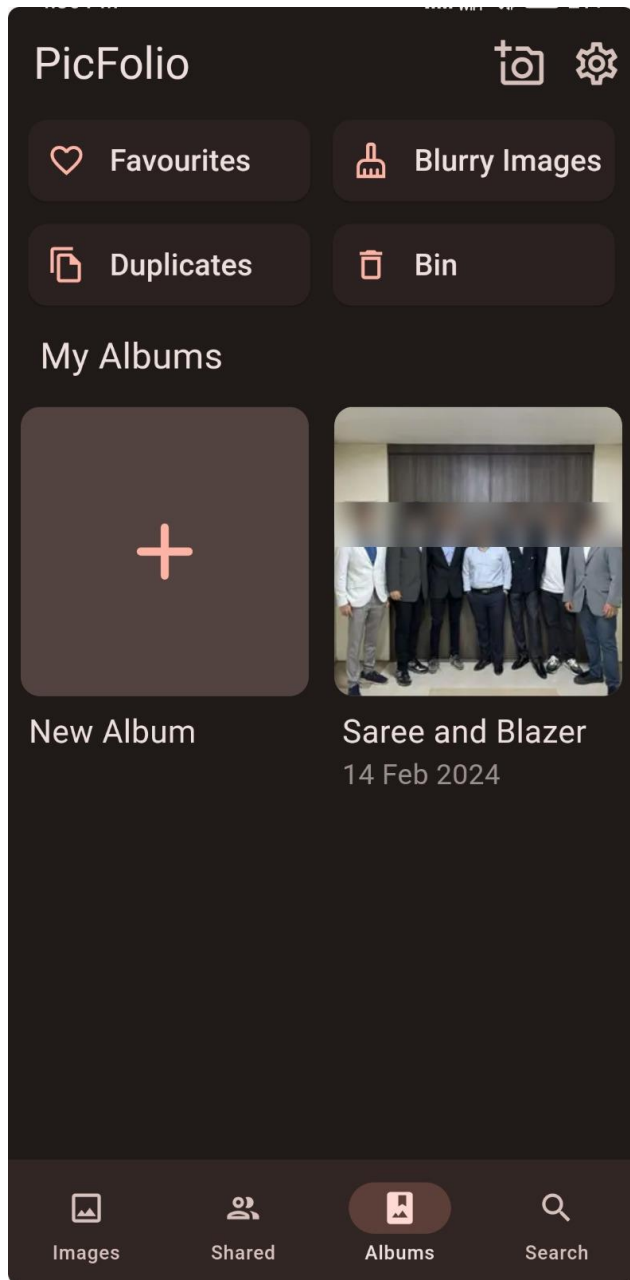 PicFolio
Favourites
Blurry Images
Duplicates
Bin
My Albums
New Album
Saree and Blazer
14 Feb 2024
Images
Shared
Albums
Search